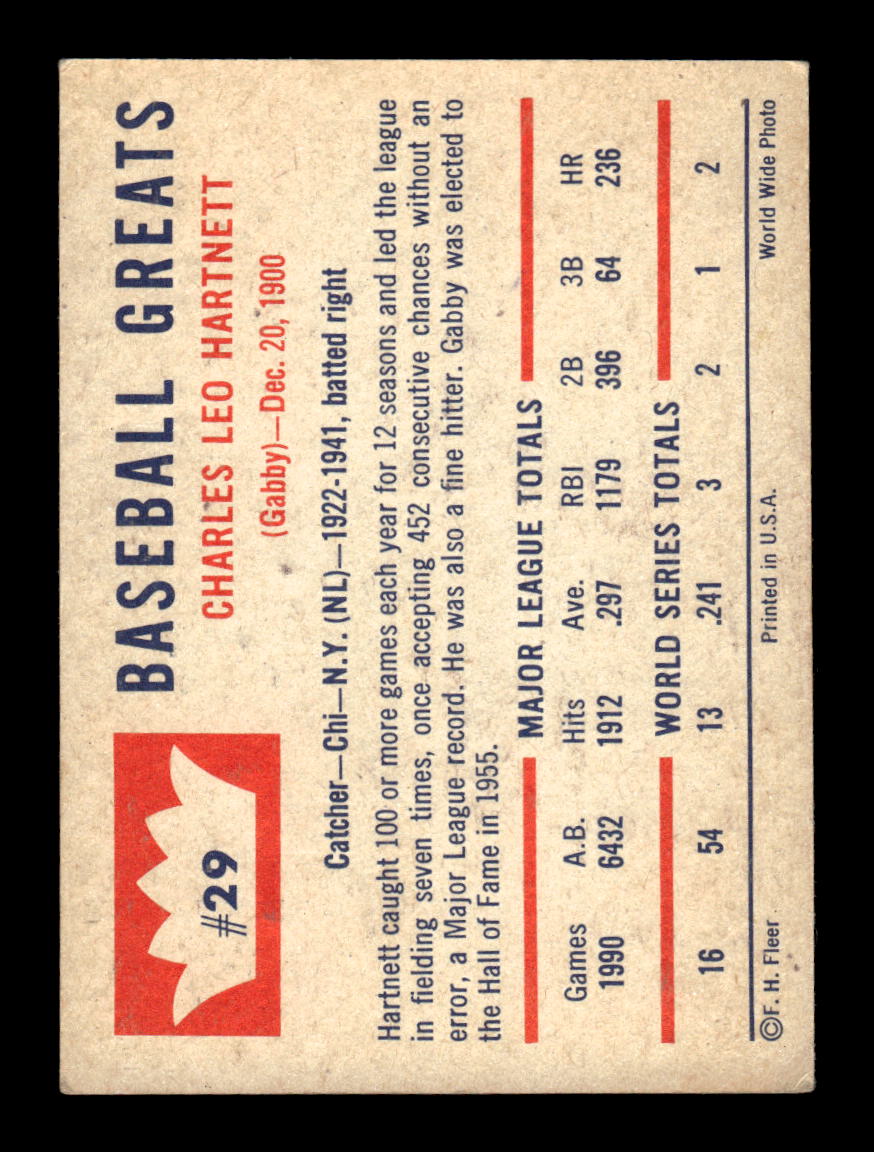 #29
BASEBALL GREATS
CHARLES LEO HARTNETT
(Gabby)—Dec. 20, 1900
Catcher—Chi—N.Y. (NL)—1922-1941, batted right
Hartnett caught 100 or more games each year for 12 seasons and led the league
in fielding seven times, once accepting 452 consecutive chances without an
error, a Major League record. He was also a fine hitter. Gabby was elected to
the Hall of Fame in 1955.
MAJOR LEAGUE TOTALS
Games A.B. Hits Ave. RBI 2B 3B HR
1990 6432 1912 .297 1179 396 64 236
WORLD SERIES TOTALS
16 54 13 .241 3 2 1 2
©F. H. Fleer Printed in U.S.A. World Wide Photo